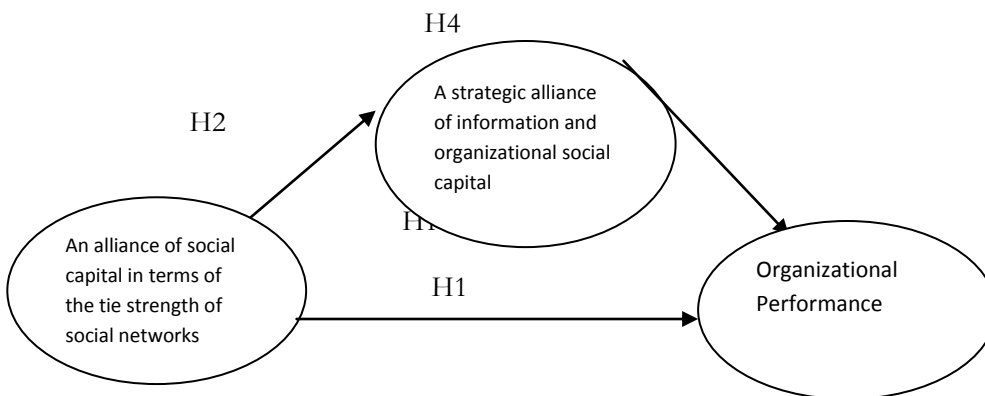 H4
A strategic alliance
of information and
organizational social
capital
H2
An alliance of social
capital in terms of
the tie strength of
social networks
H1
Organizational
Performance